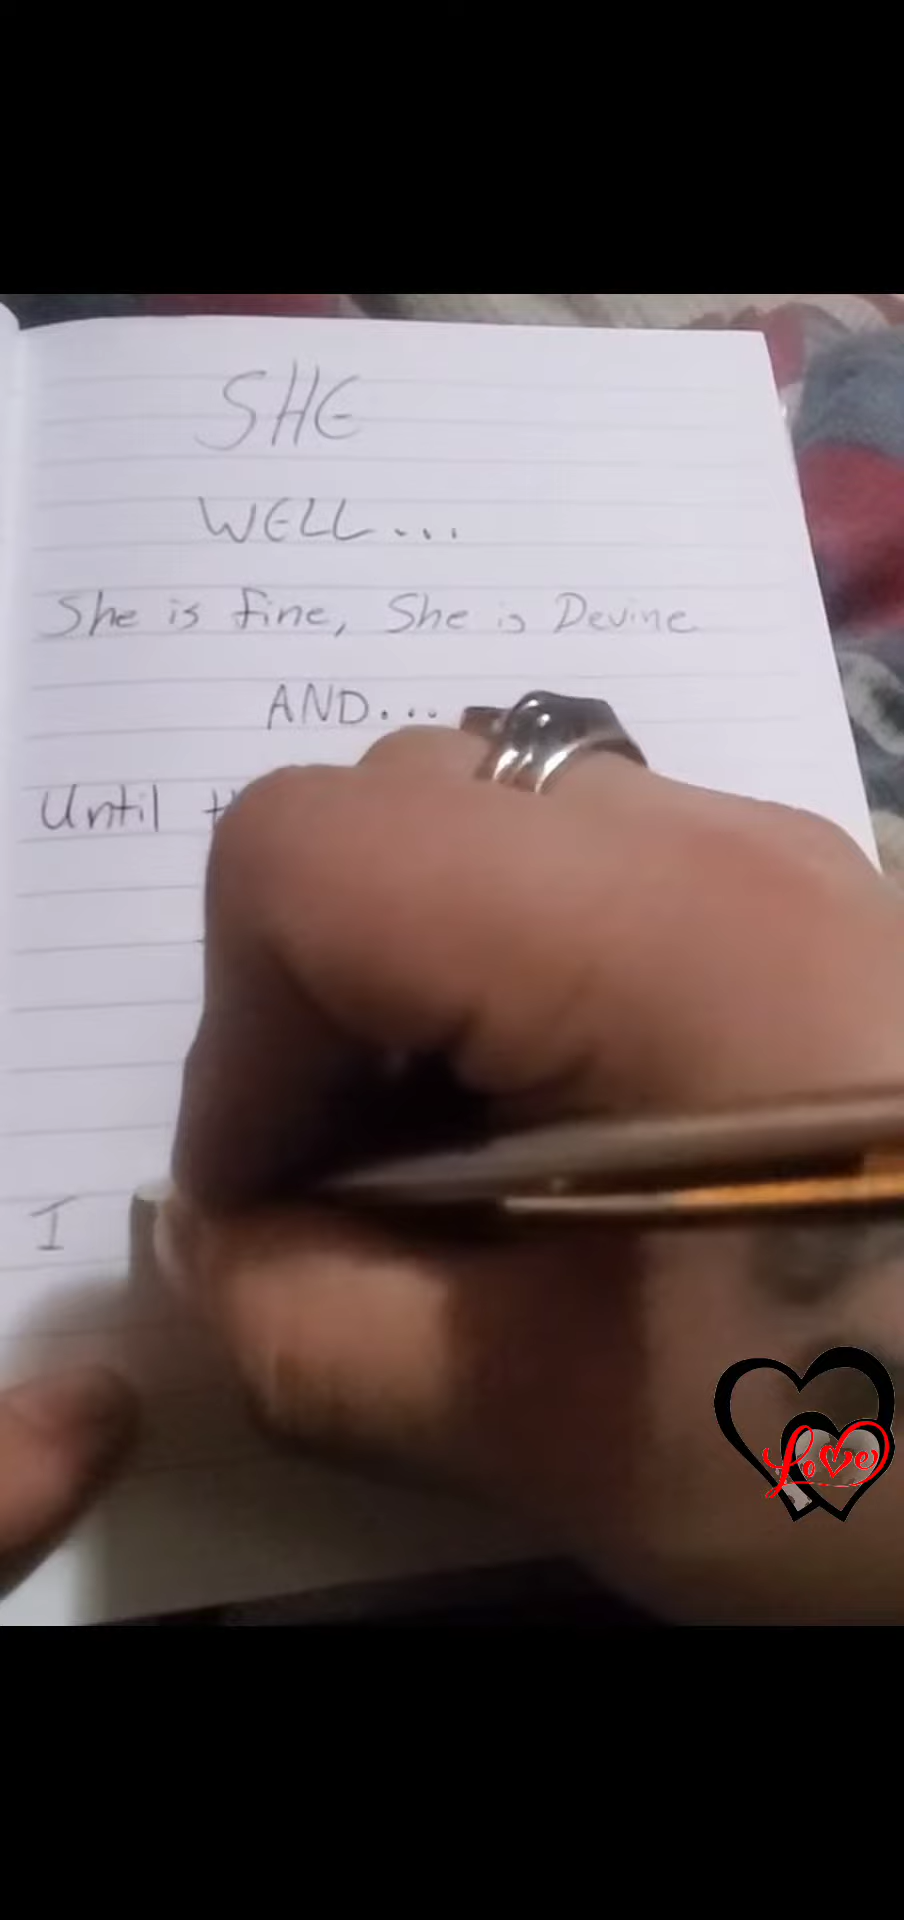 SHE
WELL...
She is fine, She is Devine
AND...
Until
I
Love